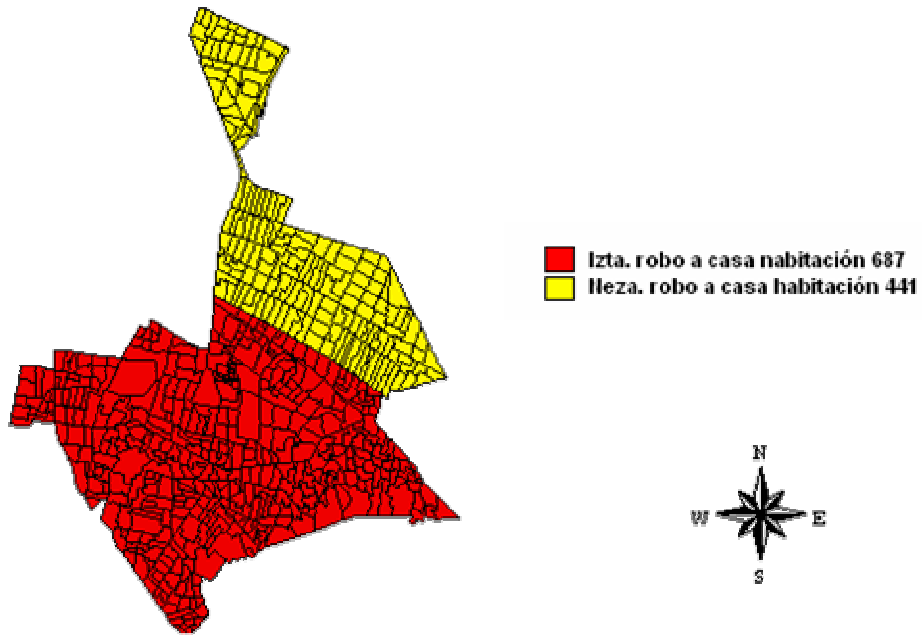 Izta. robo a casa nabitación 687
Neza. robo a casa habitación 441
N
W E
S